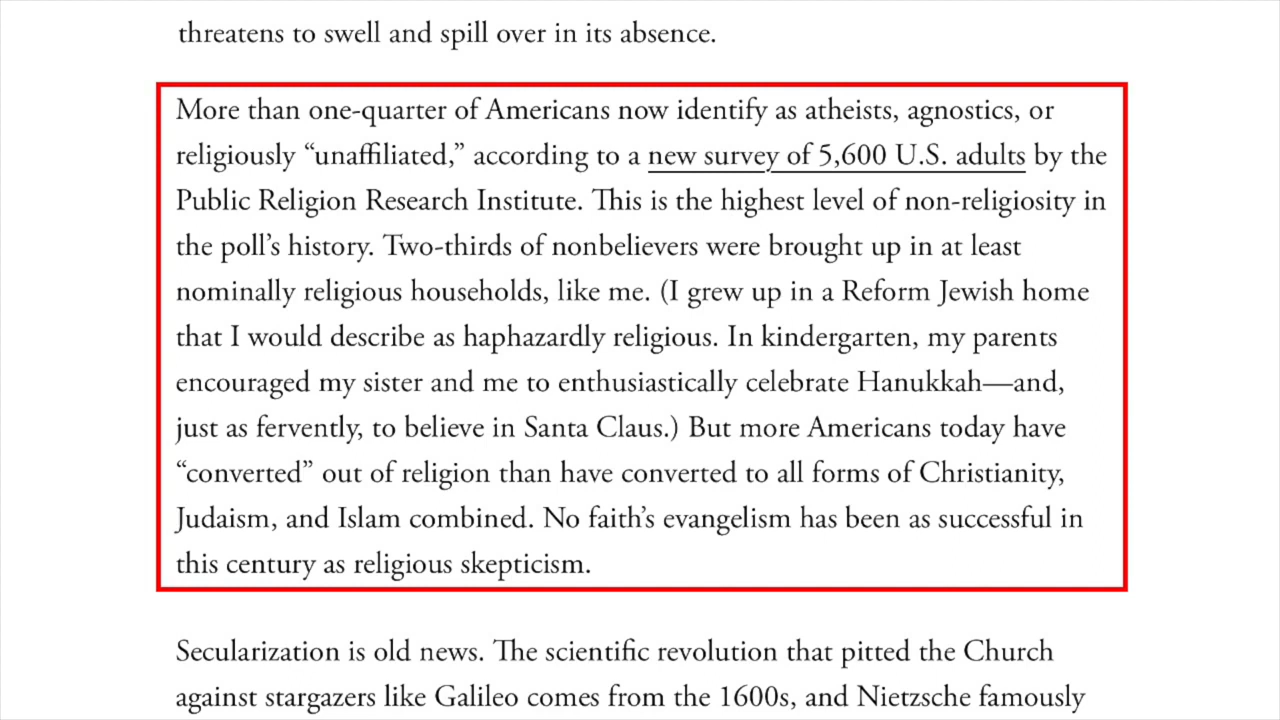 threatens to swell and spill over in its absence.
More than one-quarter of Americans now identify as atheists, agnostics, or
religiously “unaffiliated,” according to a new survey of 5,600 U.S. adults by the
Public Religion Research Institute. This is the highest level of non-religiosity in
the poll’s history. Two-thirds of nonbelievers were brought up in at least
nominally religious households, like me. (I grew up in a Reform Jewish home
that I would describe as haphazardly religious. In kindergarten, my parents
encouraged my sister and me to enthusiastically celebrate Hanukkah—and,
just as fervently, to believe in Santa Claus.) But more Americans today have
“converted” out of religion than have converted to all forms of Christianity,
Judaism, and Islam combined. No faith’s evangelism has been as successful in
this century as religious skepticism.
Secularization is old news. The scientific revolution that pitted the Church
against stargazers like Galileo comes from the 1600s, and Nietzsche famously